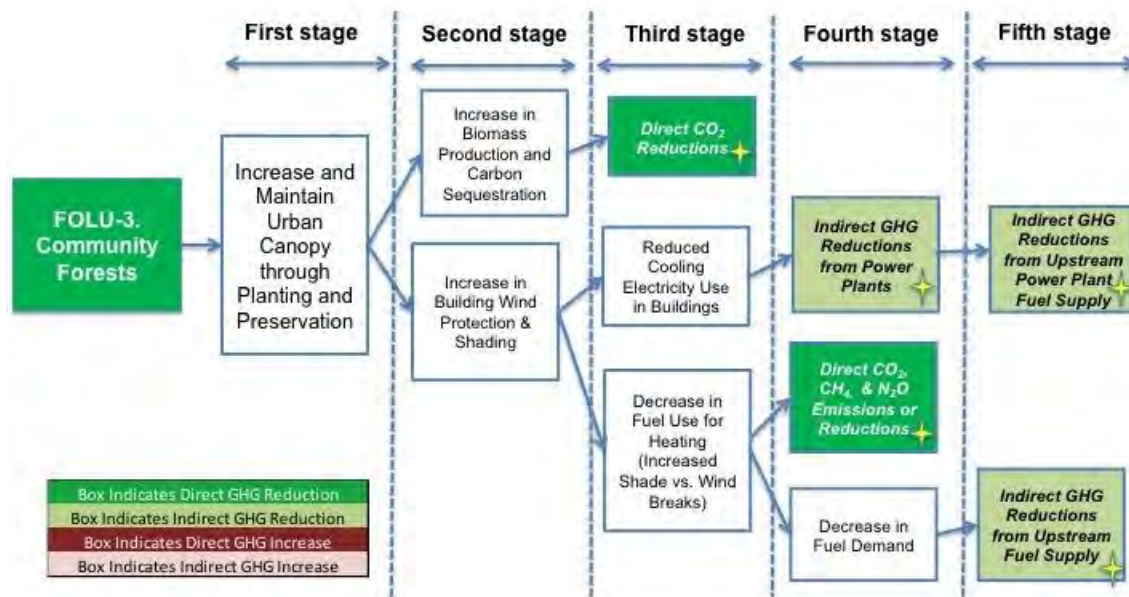 First stage
Second stage
Third stage
Fourth stage
Fifth stage
FOLU-3.
Community
Forests
Increase and
Maintain
Urban
Canopy
through
Planting and
Preservation
Increase in
Biomass
Production and
Carbon
Sequestration
Increase in
Building Wind
Protection &
Shading
Direct CO₂
Reductions
Reduced
Cooling
Electricity Use
in Buildings
Decrease in
Fuel Use for
Heating
(Increased
Shade vs. Wind
Breaks)
Indirect GHG
Reductions
from Power
Plants
Direct CO₂,
CH₄, & N₂O
Emissions or
Reductions
Decrease in
Fuel Demand
Indirect GHG
Reductions
from Upstream
Power Plant
Fuel Supply
Indirect GHG
Reductions
from Upstream
Fuel Supply
Box Indicates Direct GHG Reduction
Box Indicates Indirect GHG Reduction
Box Indicates Direct GHG Increase
Box Indicates Indirect GHG Increase